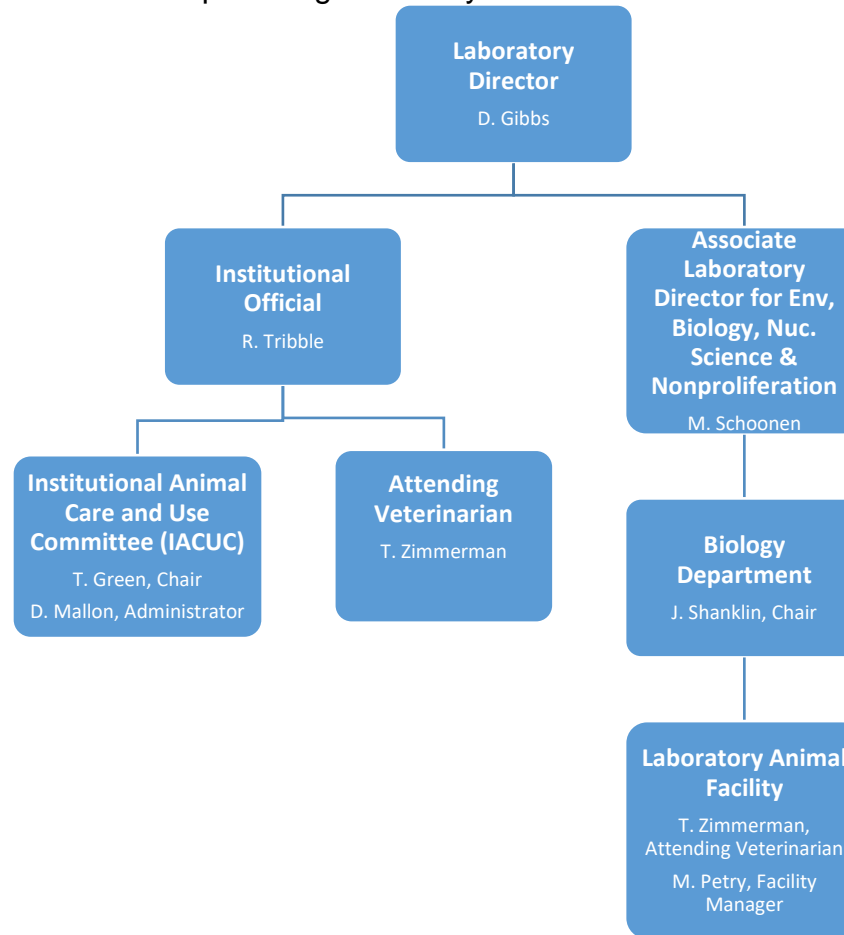 Laboratory
Director
D. Gibbs
Institutional
Official
R. Tribble
Associate
Laboratory
Director for Env,
Biology, Nuc.
Science &
Nonproliferation
M. Schoonen
Institutional Animal
Care and Use
Committee (IACUC)
T. Green, Chair
D. Mallon, Administrator
Attending
Veterinarian
T. Zimmerman
Biology
Department
J. Shanklin, Chair
Laboratory Animal
Facility
T. Zimmerman,
Attending Veterinarian
M. Petry, Facility
Manager